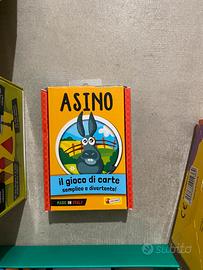 ASINO
il gioco di carte
semplice e divertente!
MADE IN ITALY
subito